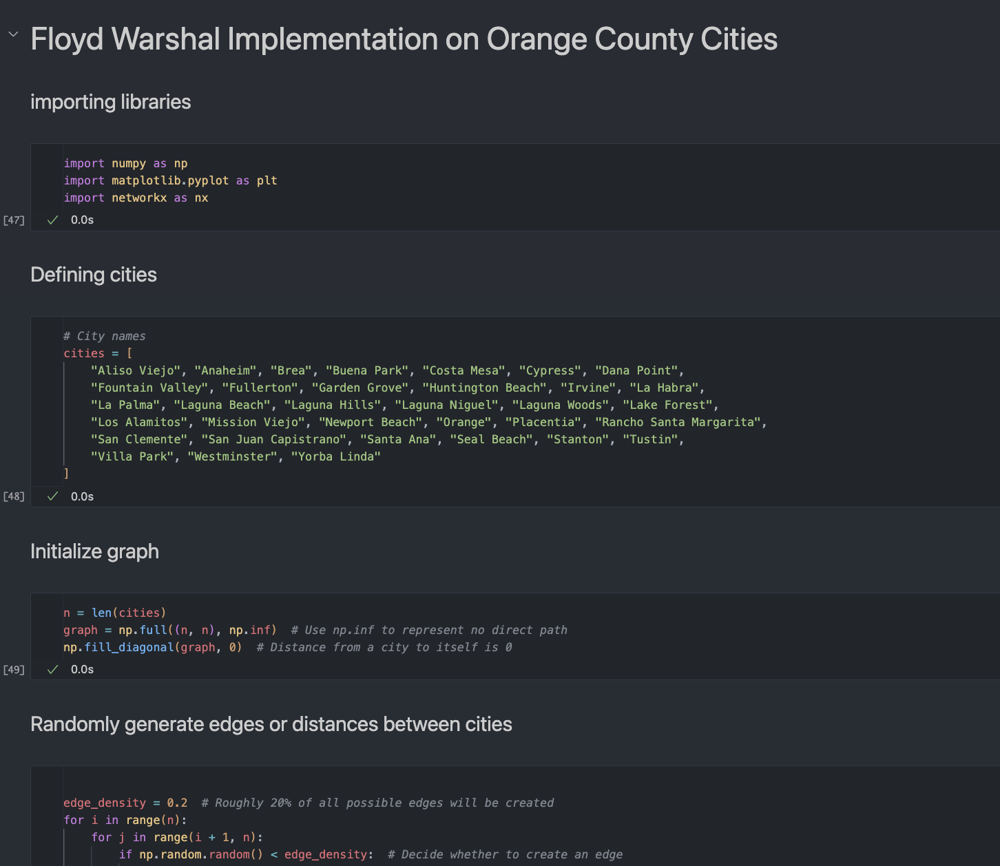 Floyd Warshal Implementation on Orange County Cities
importing libraries
import numpy as np
import matplotlib.pyplot as plt
import networkx as nx
[47]
0.0s
Defining cities
# City names
cities = [
"Aliso Viejo", "Anaheim", "Brea", "Buena Park", "Costa Mesa", "Cypress", "Dana Point",
"Fountain Valley", "Fullerton", "Garden Grove", "Huntington Beach", "Irvine", "La Habra",
"La Palma", "Laguna Beach", "Laguna Hills", "Laguna Niguel", "Laguna Woods", "Lake Forest",
"Los Alamitos", "Mission Viejo", "Newport Beach", "Orange", "Placentia", "Rancho Santa Margarita",
"San Clemente", "San Juan Capistrano", "Santa Ana", "Seal Beach", "Stanton", "Tustin",
"Villa Park", "Westminster", "Yorba Linda"
]
[48]
0.0s
Initialize graph
n = len(cities)
graph = np.full((n, n), np.inf)  # Use np.inf to represent no direct path
np.fill_diagonal(graph, 0)  # Distance from a city to itself is 0
[49]
0.0s
Randomly generate edges or distances between cities
edge_density = 0.2  # Roughly 20% of all possible edges will be created
for i in range(n):
for j in range(i + 1, n):
if np.random.random() < edge_density:  # Decide whether to create an edge